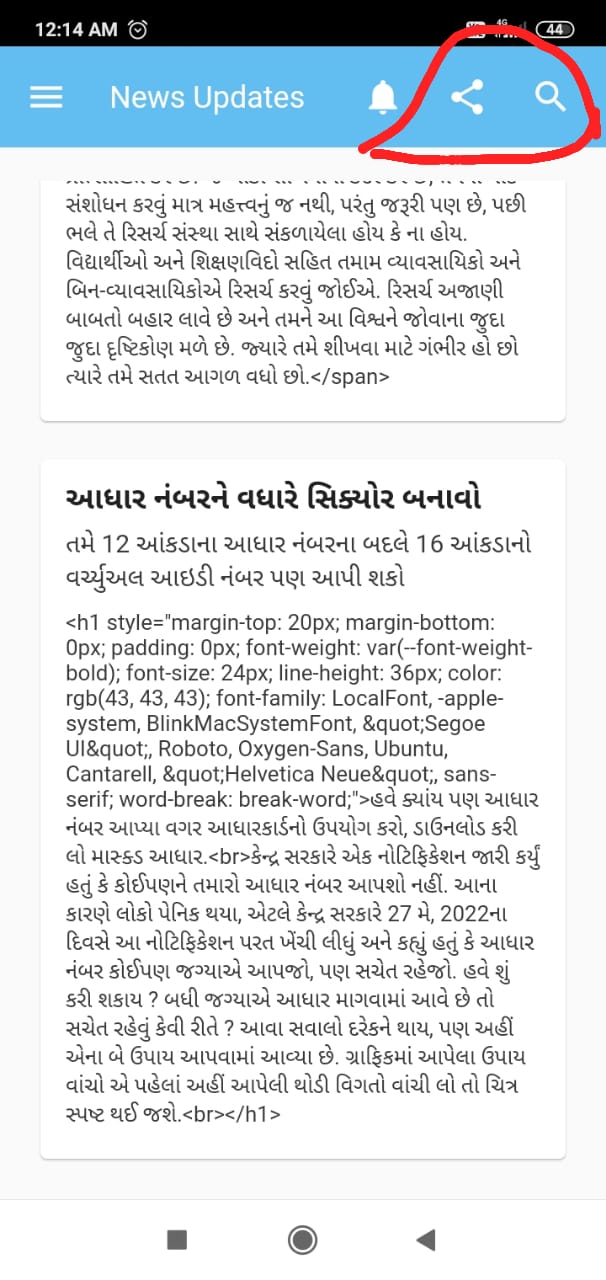 12:14 AM
4G
44
News Updates
સંશોધન કરવું માત્ર મહત્ત્વનું જ નથી, પરંતુ જરૂરી પણ છે, પછી
ભલે તે રિસર્ચ સંસ્થા સાથે સંકળાયેલા હોય કે ના હોય.
વિદ્યાર્થીઓ અને શિક્ષણવિદો સહિત તમામ વ્યાવસાયિકો અને
બિન-વ્યાવસાયિકોએ રિસર્ચ કરવું જોઈએ. રિસર્ચ અજાણી
બાબતો બહાર લાવે છે અને તમને આ વિશ્વને જોવાના જુદા
જુદા દૃષ્ટિકોણ મળે છે. જ્યારે તમે શીખવા માટે ગંભીર હો છો
ત્યારે તમે સતત આગળ વધો છો.</span>
આધાર નંબરને વધારે સિક્યોર બનાવો
તમે 12 આંકડાના આધાર નંબરના બદલે 16 આંકડાનો
વર્ચ્યુઅલ આઇડી નંબર પણ આપી શકો
<h1 style="margin-top: 20px; margin-bottom:
0px; padding: 0px; font-weight: var(--font-weight-
bold); font-size: 24px; line-height: 36px; color:
rgb(43, 43, 43); font-family: LocalFont, -apple-
system, BlinkMacSystemFont, &quot;Segoe
UI&quot;, Roboto, Oxygen-Sans, Ubuntu,
Cantarell, &quot;Helvetica Neue&quot;, sans-
serif; word-break: break-word;">હવે ક્યાંય પણ આધાર
નંબર આપ્યા વગર આધારકાર્ડનો ઉપયોગ કરો, ડાઉનલોડ કરી
લો માસ્ક્ડ આધાર.<br>કેન્દ્ર સરકારે એક નોટિફિકેશન જારી કર્યું
હતું કે કોઈપણને તમારો આધાર નંબર આપશો નહીં. આના
કારણે લોકો પેનિક થયા, એટલે કેન્દ્ર સરકારે 27 મે, 2022ના
દિવસે આ નોટિફિકેશન પરત ખેંચી લીધું અને કહ્યું હતું કે આધાર
નંબર કોઈપણ જગ્યાએ આપજો, પણ સચેત રહેજો. હવે શું
કરી શકાય ? બધી જગ્યાએ આધાર માગવામાં આવે છે તો
સચેત રહેવું કેવી રીતે ? આવા સવાલો દરેકને થાય, પણ અહીં
એના બે ઉપાય આપવામાં આવ્યા છે. ગ્રાફિકમાં આપેલા ઉપાય
વાંચો એ પહેલાં અહીં આપેલી થોડી વિગતો વાંચી લો તો ચિત્ર
સ્પષ્ટ થઈ જશે.<br></h1>